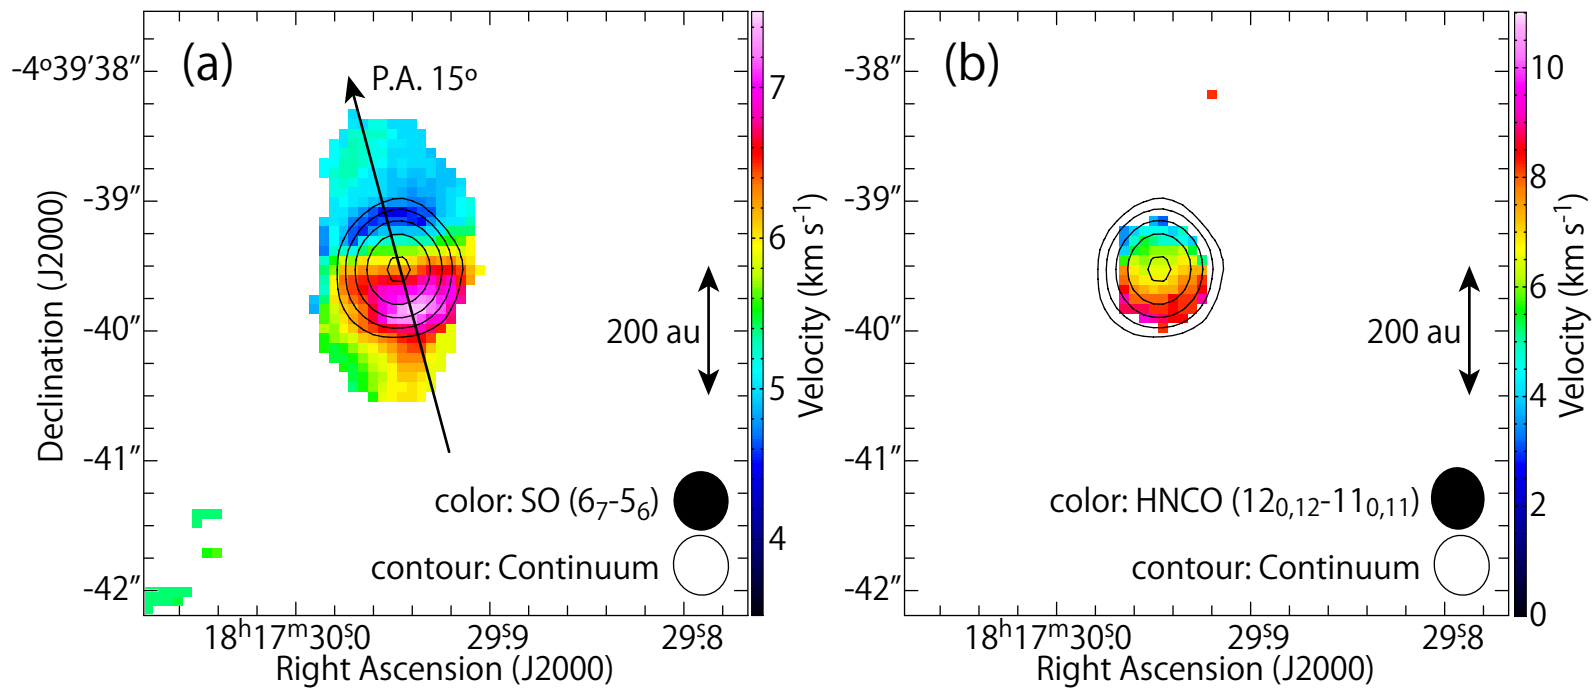 (a)
P.A. 15º
-4º39′38″
-39″
-40″
-41″
-42″
Declination (J2000)
200 au
color: SO (6₇-5₆)
contour: Continuum
18ʰ17ᵐ30ˢ.0
29ˢ.9
29ˢ.8
Right Ascension (J2000)
7
6
5
4
Velocity (km s⁻¹)
(b)
-38″
-39″
-40″
-41″
-42″
200 au
color: HNCO (12₀,₁₂-11₀,₁₁)
contour: Continuum
18ʰ17ᵐ30ˢ.0
29ˢ.9
29ˢ.8
Right Ascension (J2000)
10
8
6
4
2
0
Velocity (km s⁻¹)